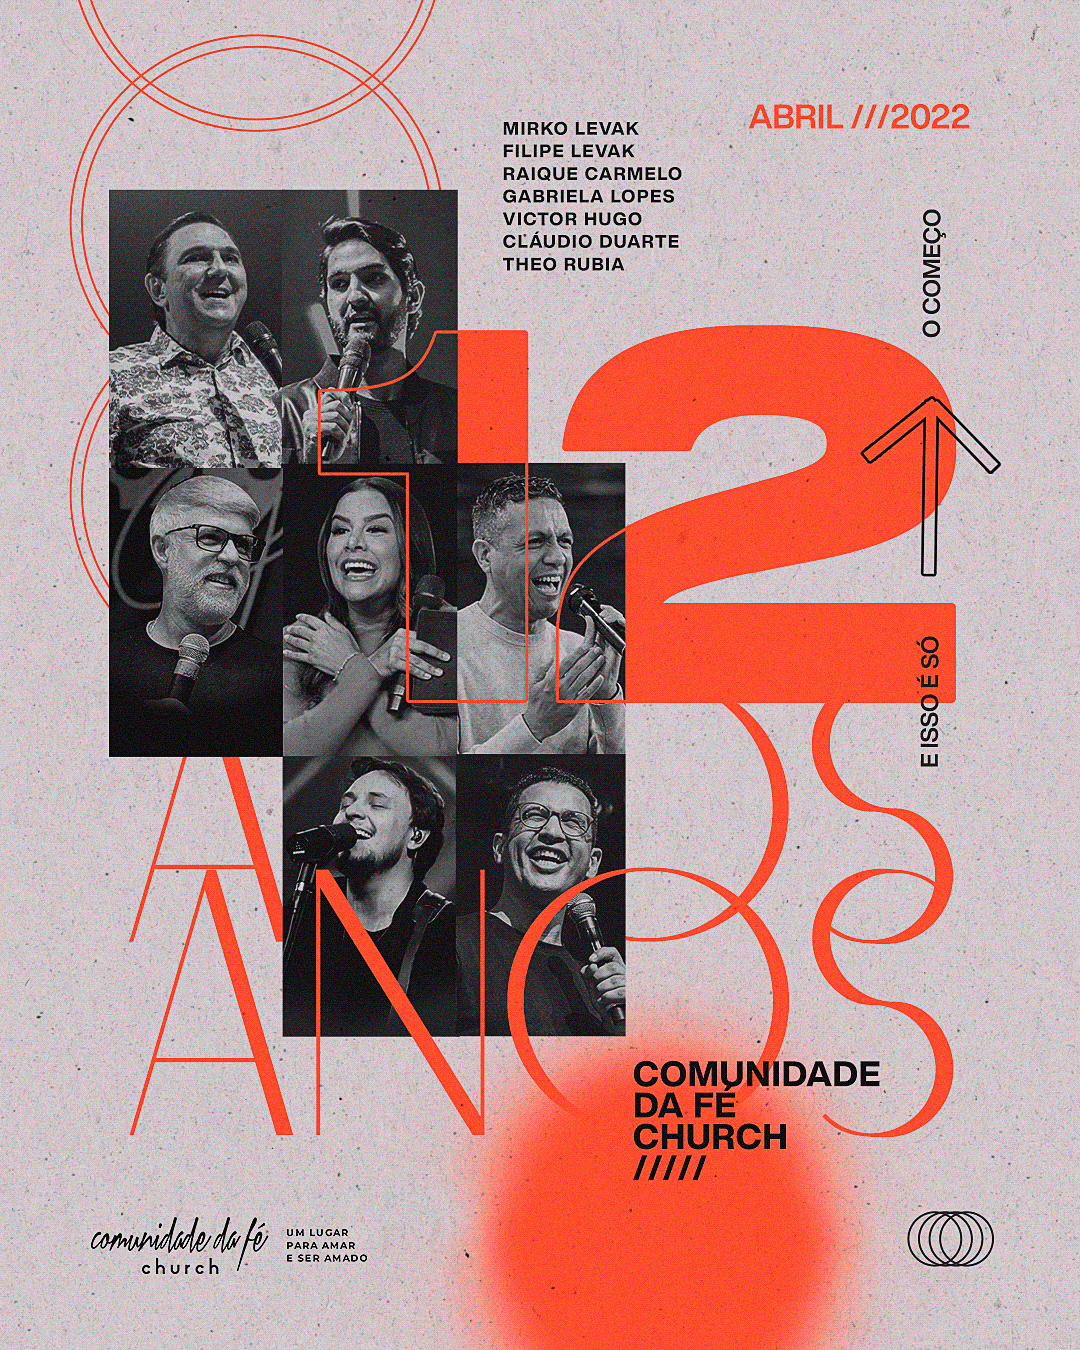 ABRIL ///2022
MIRKO LEVAK
FILIPE LEVAK
RAIQUE CARMELO
GABRIELA LOPES
VICTOR HUGO
CLÁUDIO DUARTE
THEO RUBIA
E ISSO É SÓ
O COMEÇO
12
ANOS
ANOS
COMUNIDADE
DA FÉ
CHURCH
/////
comunidade da fé
church
UM LUGAR
PARA AMAR
E SER AMADO